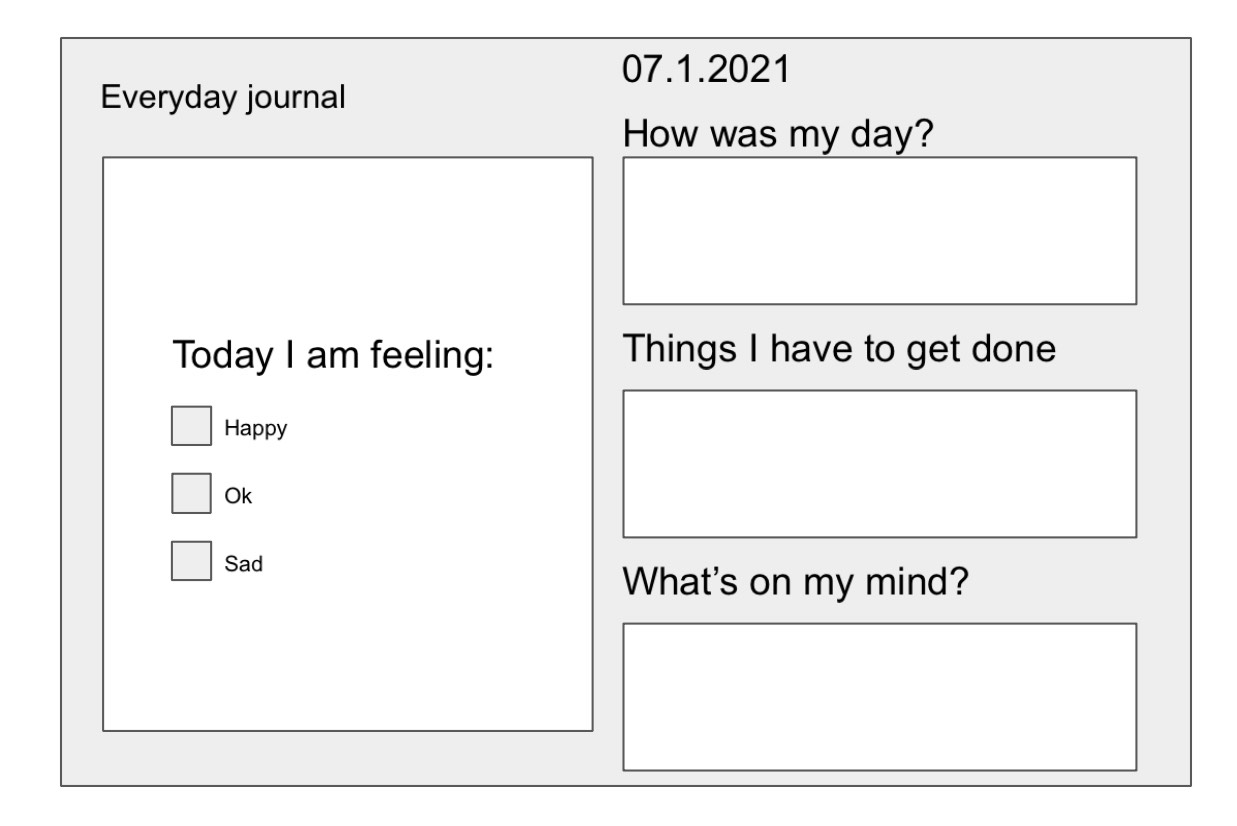 Everyday journal
Today I am feeling:
Happy
Ok
Sad
07.1.2021
How was my day?
Things I have to get done
What’s on my mind?